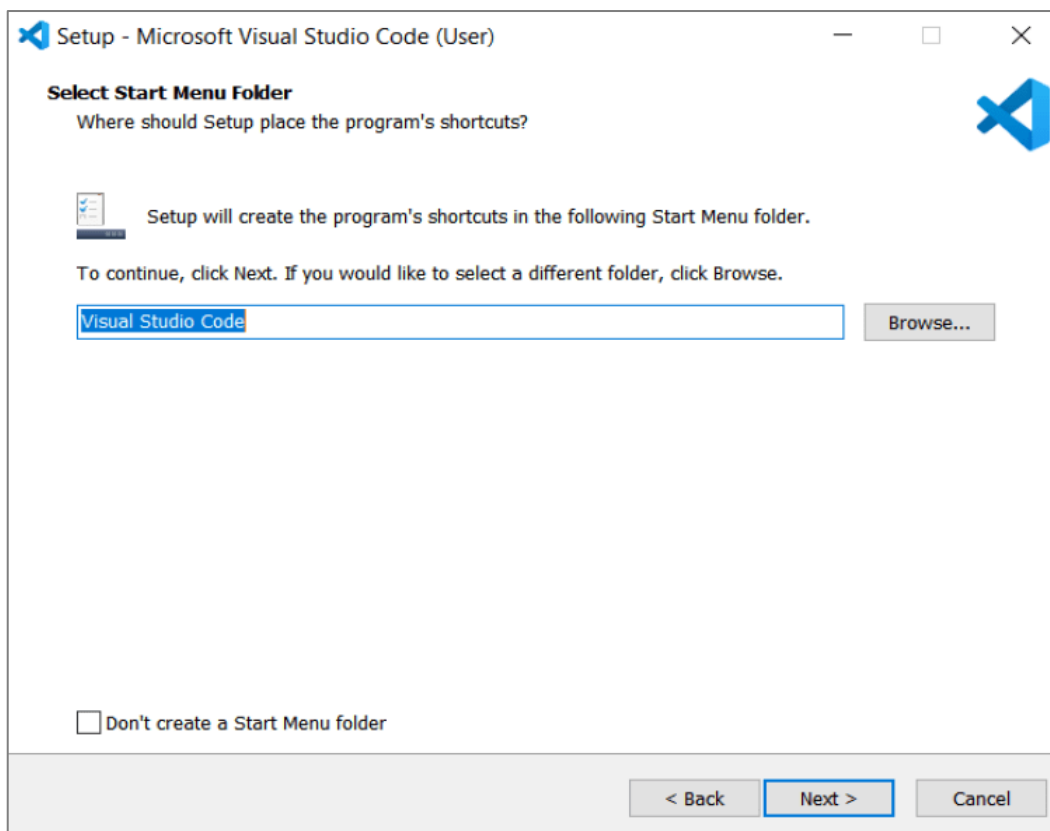 Setup - Microsoft Visual Studio Code (User)
Select Start Menu Folder
Where should Setup place the program's shortcuts?
Setup will create the program's shortcuts in the following Start Menu folder.
To continue, click Next. If you would like to select a different folder, click Browse.
Visual Studio Code
Browse...
Don't create a Start Menu folder
< Back
Next >
Cancel